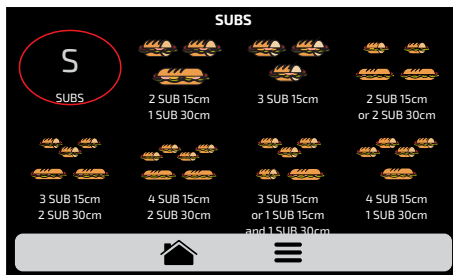 SUBS
S
SUBS
2 SUB 15cm
1 SUB 30cm
3 SUB 15cm
2 SUB 15cm
or 2 SUB 30cm
3 SUB 15cm
2 SUB 30cm
4 SUB 15cm
2 SUB 30cm
3 SUB 15cm
or 1 SUB 15cm
and 1 SUB 30cm
4 SUB 15cm
1 SUB 30cm